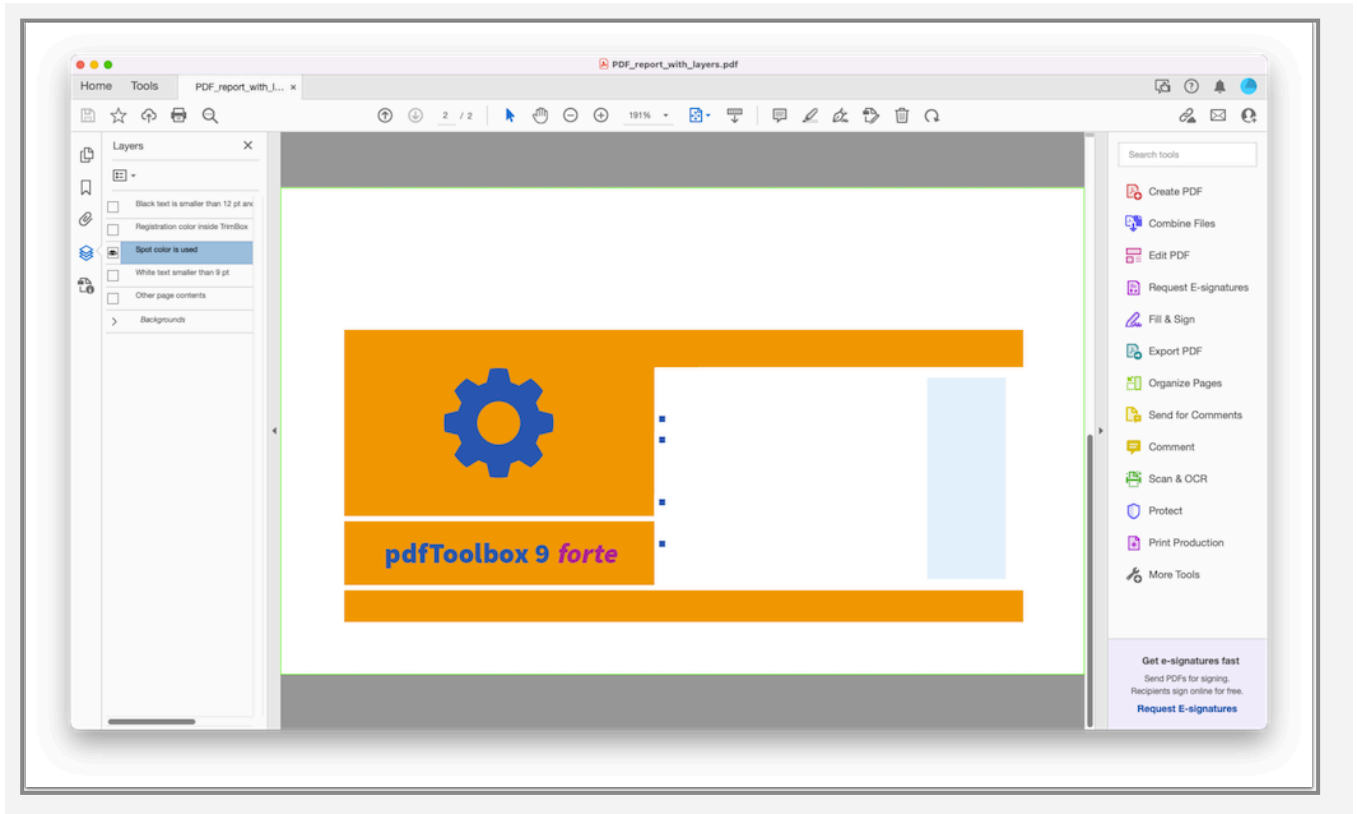 PDF_report_with_layers.pdf
Home Tools PDF_report_with_l... ×
2 / 2 191%
Layers
Black text is smaller than 12 pt and
Registration color inside TrimBox
Spot color is used
White text smaller than 9 pt
Other page contents
Backgrounds
pdfToolbox 9 forte
Search tools
Create PDF
Combine Files
Edit PDF
Request E-signatures
Fill & Sign
Export PDF
Organize Pages
Send for Comments
Comment
Scan & OCR
Protect
Print Production
More Tools
Get e-signatures fast
Send PDFs for signing.
Recipients sign online for free.
Request E-signatures